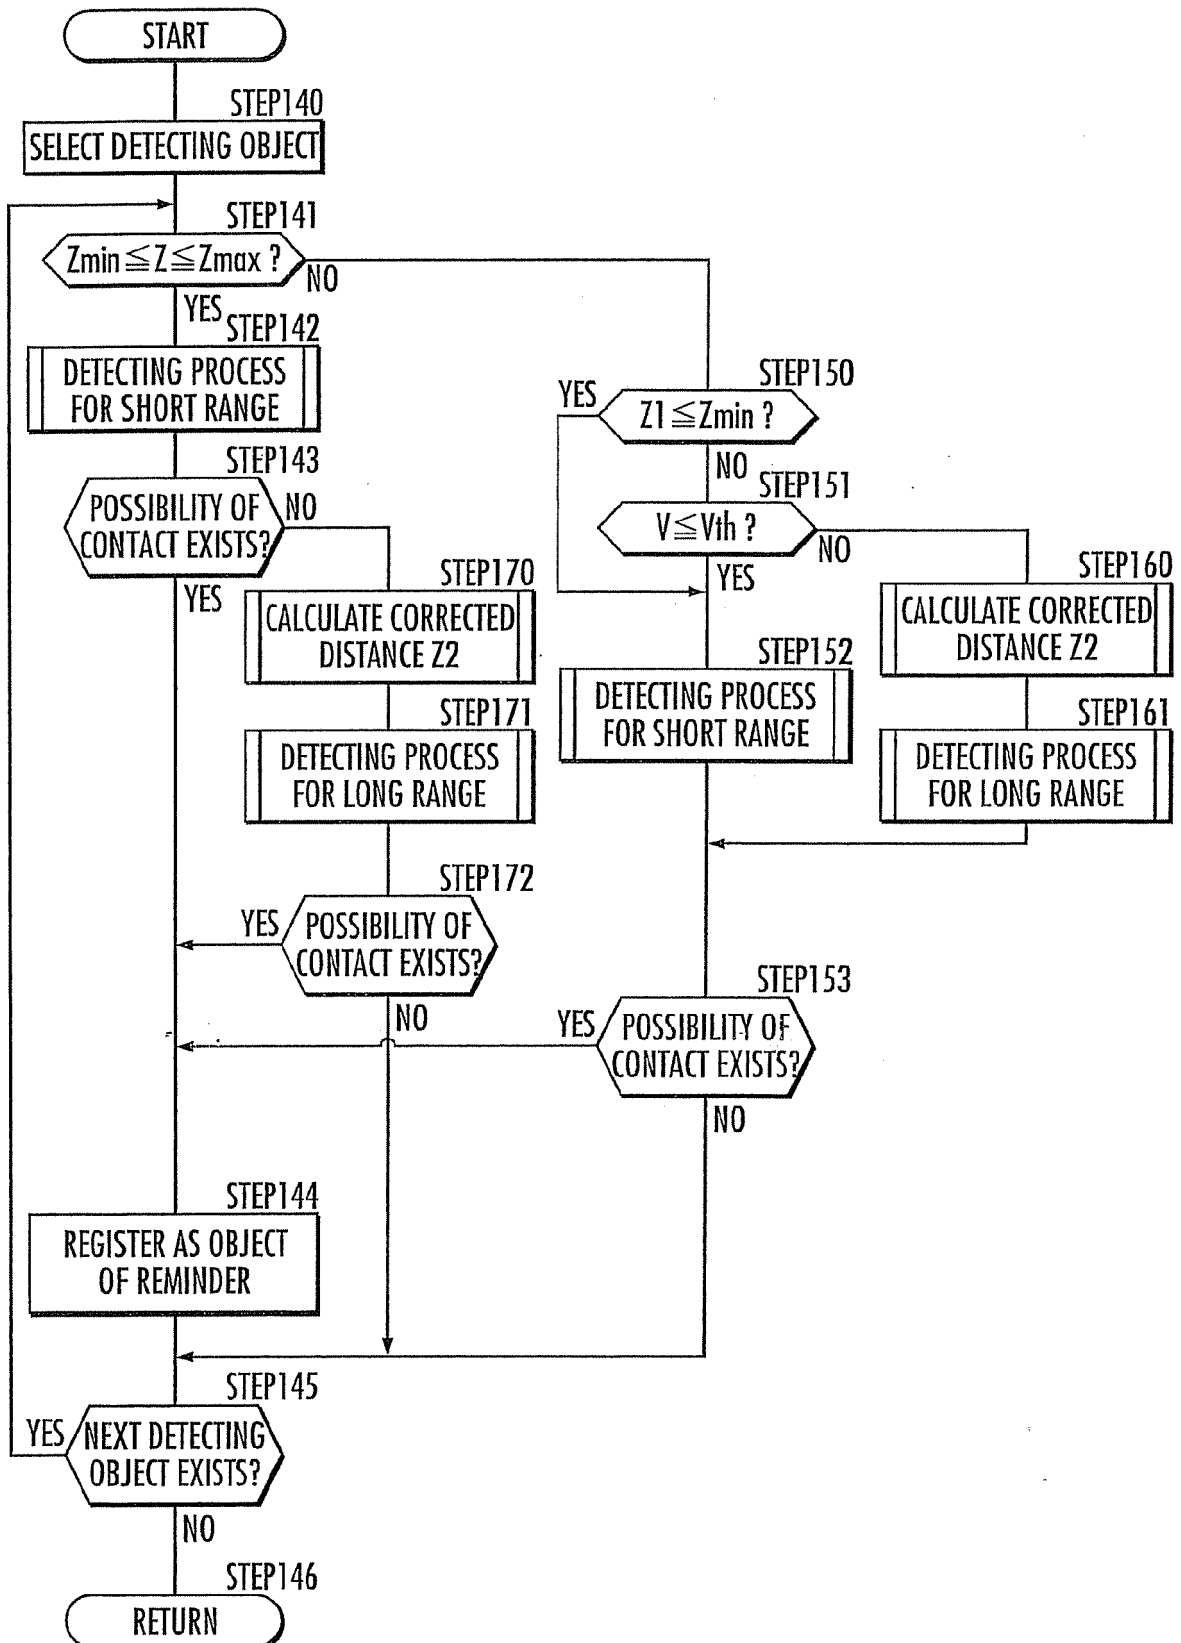 START
STEP140
SELECT DETECTING OBJECT
STEP141
Zmin≦Z≦Zmax ?
NO
YES
STEP142
DETECTING PROCESS
FOR SHORT RANGE
STEP143
POSSIBILITY OF
CONTACT EXISTS?
NO
YES
STEP150
YES
Z1≦Zmin ?
NO
STEP151
V≦Vth ?
NO
YES
STEP170
CALCULATE CORRECTED
DISTANCE Z2
STEP171
DETECTING PROCESS
FOR LONG RANGE
STEP172
YES
POSSIBILITY OF
CONTACT EXISTS?
NO
STEP152
DETECTING PROCESS
FOR SHORT RANGE
STEP160
CALCULATE CORRECTED
DISTANCE Z2
STEP161
DETECTING PROCESS
FOR LONG RANGE
STEP153
YES
POSSIBILITY OF
CONTACT EXISTS?
NO
STEP144
REGISTER AS OBJECT
OF REMINDER
STEP145
YES
NEXT DETECTING
OBJECT EXISTS?
NO
STEP146
RETURN